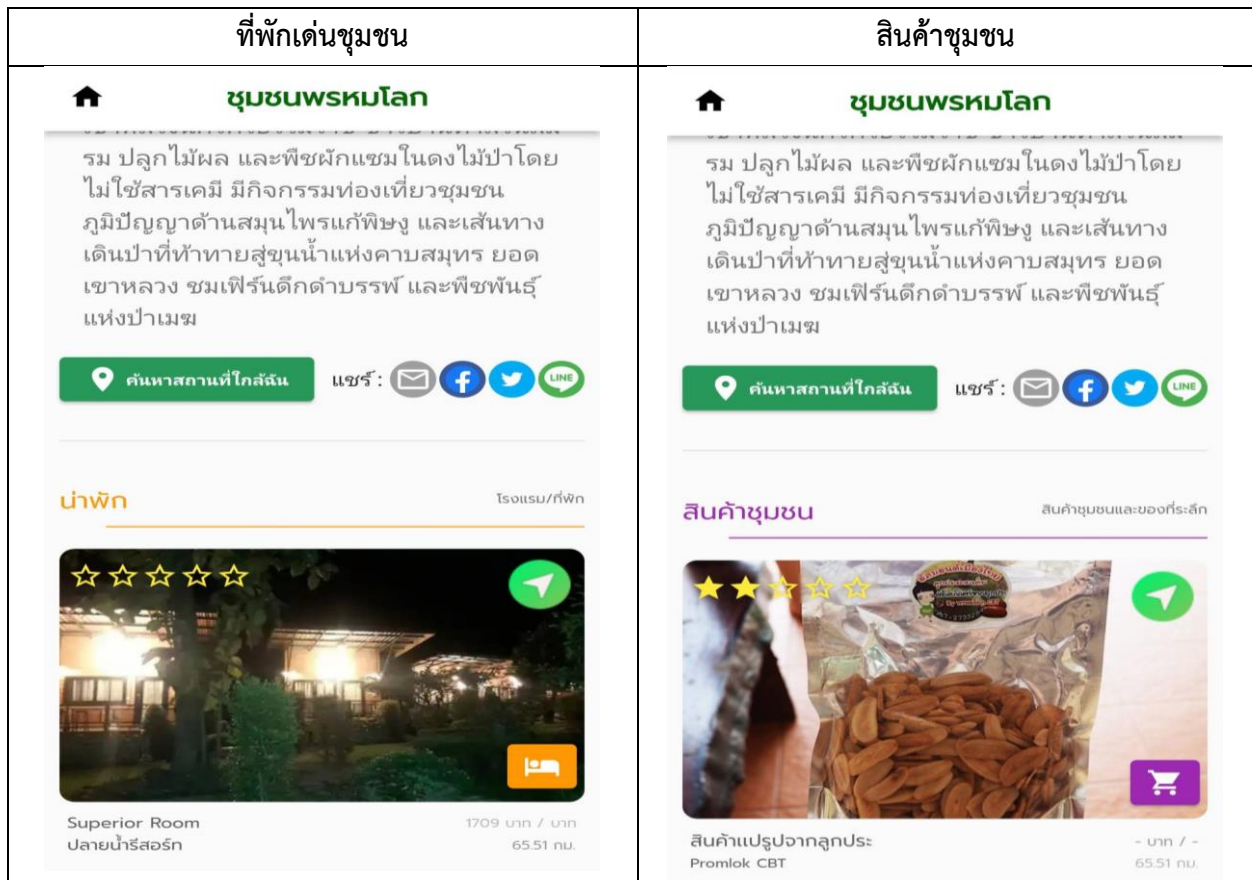 ที่พักเด่นชุมชน
สินค้าชุมชน
ชุมชนพรหมโลก
รม ปลูกไม้ผล และพืชผักแซมในดงไม้ป่าโดย
ไม่ใช้สารเคมี มีกิจกรรมท่องเที่ยวชุมชน
ภูมิปัญญาด้านสมุนไพรแก้พิษงู และเส้นทาง
เดินป่าที่ท้าทายสู่ขุนน้ำแห่งคาบสมุทร ยอด
เขาหลวง ชมเฟิร์นดึกดำบรรพ์ และพืชพันธุ์
แห่งป่าเมฆ
ค้นหาสถานที่ใกล้ฉัน แชร์ : LINE
น่าพัก โรงแรม/ที่พัก
Superior Room 1709 บาท / บาท
ปลายน้ำรีสอร์ท 65.51 กม.
ชุมชนพรหมโลก
รม ปลูกไม้ผล และพืชผักแซมในดงไม้ป่าโดย
ไม่ใช้สารเคมี มีกิจกรรมท่องเที่ยวชุมชน
ภูมิปัญญาด้านสมุนไพรแก้พิษงู และเส้นทาง
เดินป่าที่ท้าทายสู่ขุนน้ำแห่งคาบสมุทร ยอด
เขาหลวง ชมเฟิร์นดึกดำบรรพ์ และพืชพันธุ์
แห่งป่าเมฆ
ค้นหาสถานที่ใกล้ฉัน แชร์ : LINE
สินค้าชุมชน สินค้าชุมชนและของที่ระลึก
สินค้าแปรรูปจากลูกประ - บาท / -
Promlok CBT 65.51 กม.